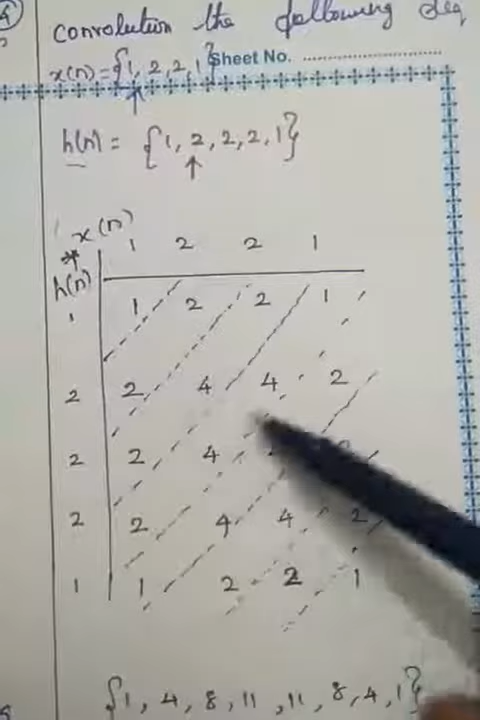 4
convolution the following seq
x(n)={1,2,2,1} Sheet No.
↑
h(n) = {1, 2, 2, 2, 1}
↑
x(n)
* 1 2 2 1
h(n)
1 1 2 2 1
2 2 4 4 2
2 2 4
2 2 4 4 2
1 1 2 2 1
{1, 4, 8, 11, 11, 8, 4, 1}